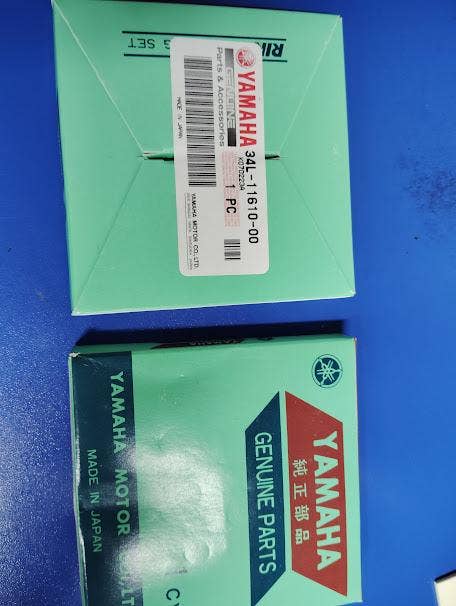 RING SET
YAMAHA
GENUINE
Parts & Accessories
MADE IN JAPAN
34L-11610-00
K07D223A
1 PC
YAMAHA MOTOR CO.,LTD.
YAMAHA
純正部品
GENUINE PARTS
YAMAHA MOTOR
MADE IN JAPAN